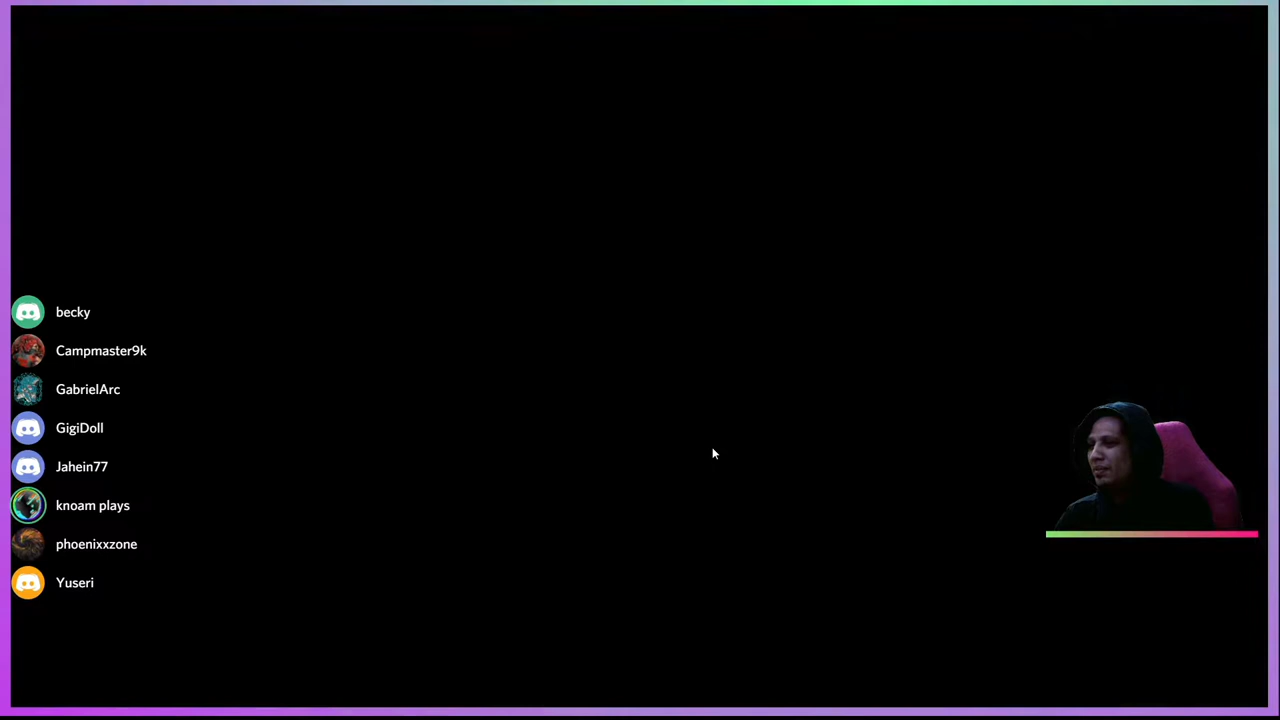 becky
Campmaster9k
GabrielArc
GigiDoll
Jahein77
knoam plays
phoenixxzone
Yuseri